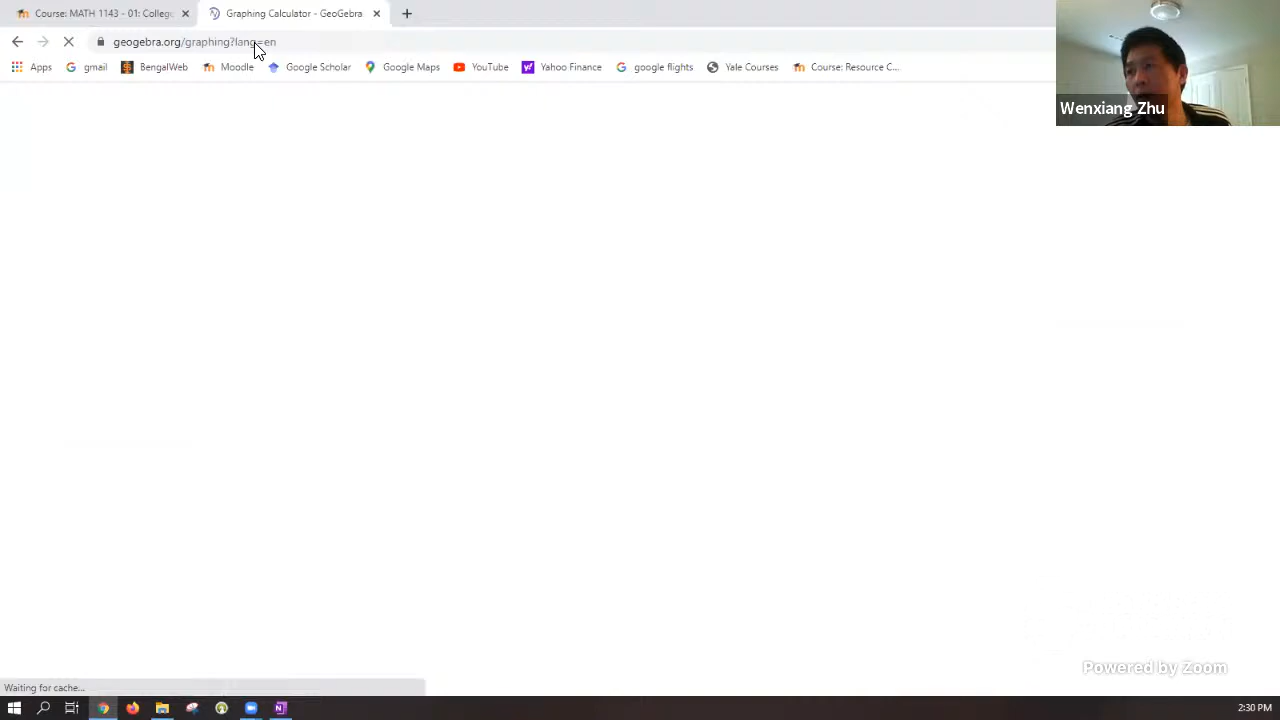 Course: MATH 1143 - 01: Colleg
Graphing Calculator - GeoGebra
geogebra.org/graphing?lang=en
Apps gmail BengalWeb Moodle Google Scholar Google Maps YouTube Yahoo Finance google flights Yale Courses Course: Resource C...
Wenxiang Zhu
Powered by Zoom
Waiting for cache...
2:30 PM